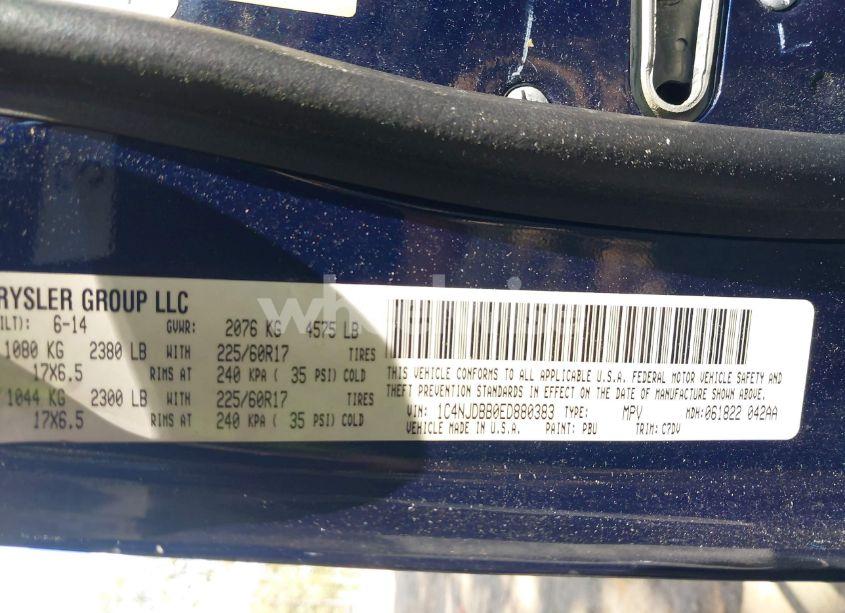 RYSLER GROUP LLC
ILT): 6-14 GVWR: 2076 KG 4575 LB
1080 KG 2380 LB WITH 225/60R17 TIRES
17X6.5 RIMS AT 240 KPA ( 35 PSI) COLD
1044 KG 2300 LB WITH 225/60R17 TIRES
17X6.5 RIMS AT 240 KPA ( 35 PSI) COLD
THIS VEHICLE CONFORMS TO ALL APPLICABLE U.S.A. FEDERAL MOTOR VEHICLE SAFETY AND
THEFT PREVENTION STANDARDS IN EFFECT ON THE DATE OF MANUFACTURE SHOWN ABOVE.
VIN: 1C4NJDBB0ED880383 TYPE: MPV MDH:061822 042AA
VEHICLE MADE IN U.S.A. PAINT: PBU TRIM: C7DV